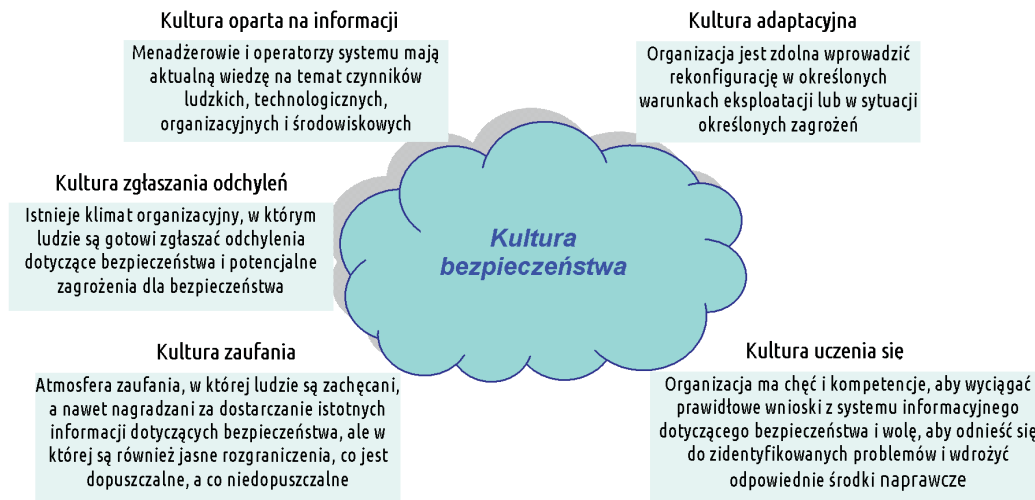 Kultura oparta na informacji
Menadżerowie i operatorzy systemu mają
aktualną wiedzę na temat czynników
ludzkich, technologicznych,
organizacyjnych i środowiskowych
Kultura adaptacyjna
Organizacja jest zdolna wprowadzić
rekonfigurację w określonych
warunkach eksploatacji lub w sytuacji
określonych zagrożeń
Kultura zgłaszania odchyleń
Istnieje klimat organizacyjny, w którym
ludzie są gotowi zgłaszać odchylenia
dotyczące bezpieczeństwa i potencjalne
zagrożenia dla bezpieczeństwa
Kultura
bezpieczeństwa
Kultura zaufania
Atmosfera zaufania, w której ludzie są zachęcani,
a nawet nagradzani za dostarczanie istotnych
informacji dotyczących bezpieczeństwa, ale w
której są również jasne rozgraniczenia, co jest
dopuszczalne, a co niedopuszczalne
Kultura uczenia się
Organizacja ma chęć i kompetencje, aby wyciągać
prawidłowe wnioski z systemu informacyjnego
dotyczącego bezpieczeństwa i wolę, aby odnieść się
do zidentyfikowanych problemów i wdrożyć
odpowiednie środki naprawcze